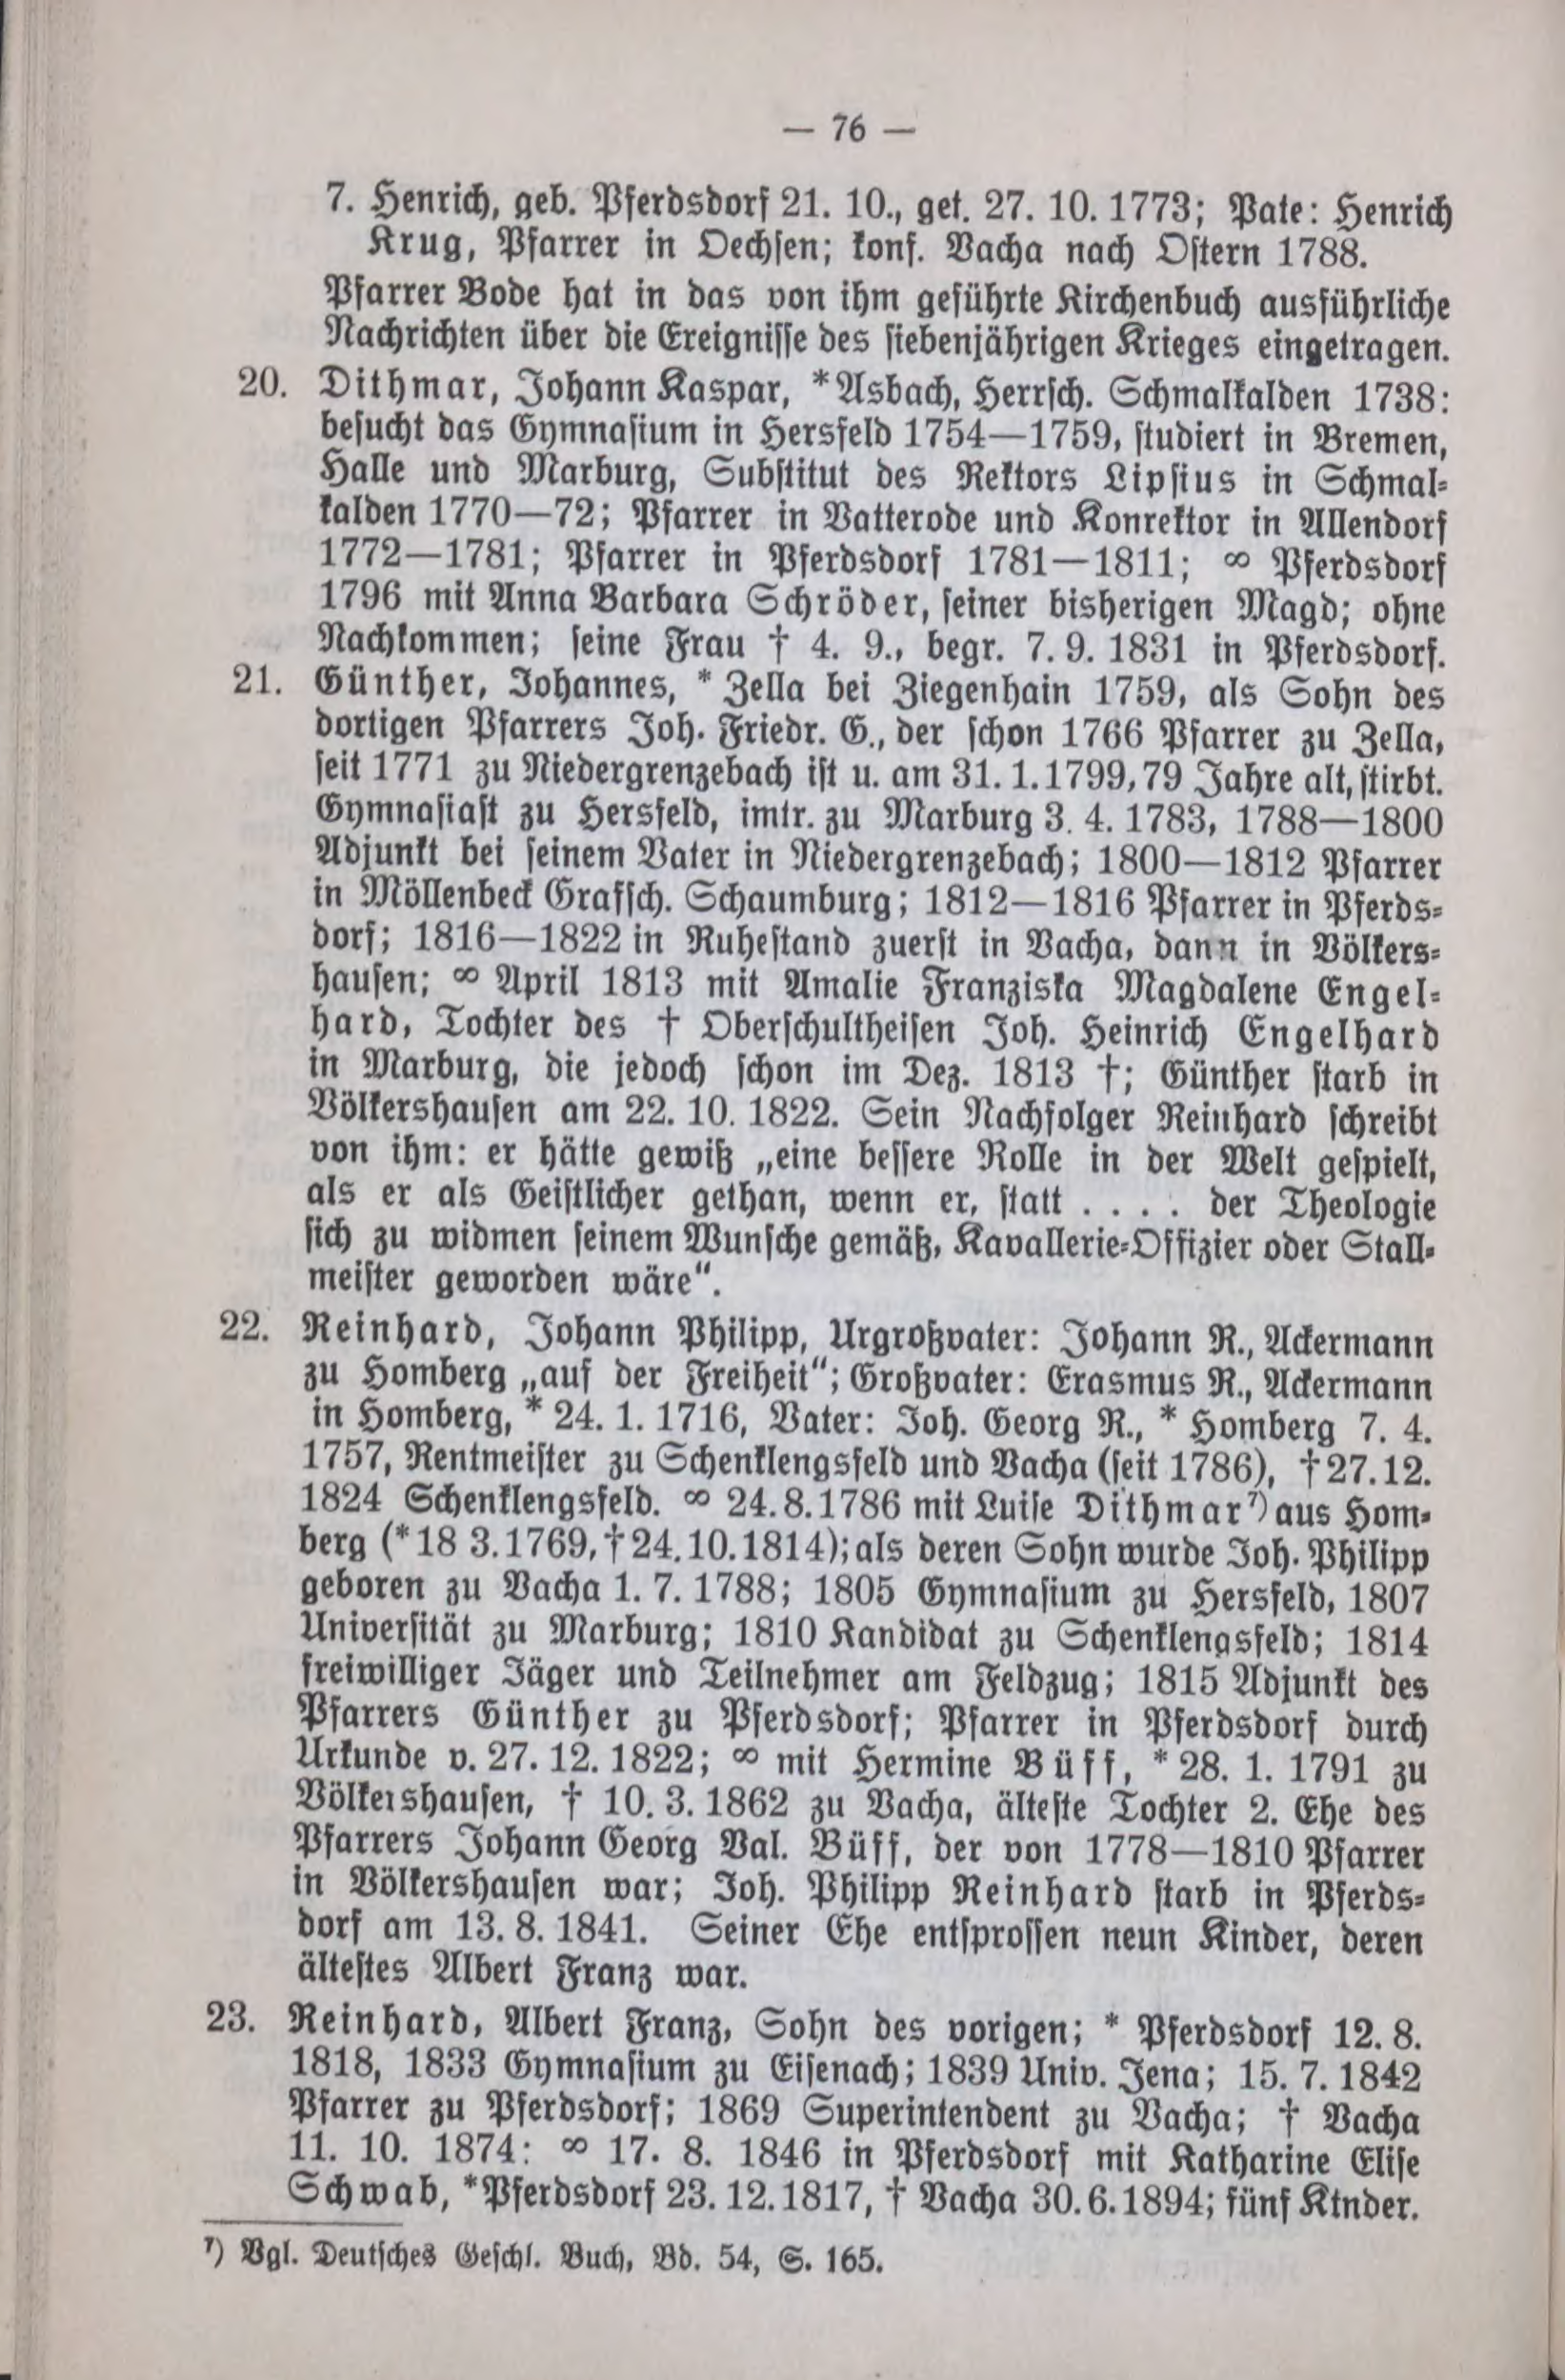 — 76 —
7. Henrich, geb. Pferdsdorf 21. 10., get. 27. 10. 1773; Pate: Henrich
Krug, Pfarrer in Oechsen; konf. Vacha nach Ostern 1788.
Pfarrer Bode hat in das von ihm geführte Kirchenbuch ausführliche
Nachrichten über die Ereignisse des siebenjährigen Krieges eingetragen.
20. Dithmar, Johann Kaspar, * Asbach, Herrsch. Schmalkalden 1738:
besucht das Gymnasium in Hersfeld 1754—1759, studiert in Bremen,
Halle und Marburg, Substitut des Rektors Lipsius in Schmal-
kalden 1770—72; Pfarrer in Vatterode und Konrektor in Allendorf
1772—1781; Pfarrer in Pferdsdorf 1781—1811; ∞ Pferdsdorf
1796 mit Anna Barbara Schröder, seiner bisherigen Magd; ohne
Nachkommen; seine Frau † 4. 9., begr. 7. 9. 1831 in Pferdsdorf.
21. Günther, Johannes, * Zella bei Ziegenhain 1759, als Sohn des
dortigen Pfarrers Joh. Friedr. G., der schon 1766 Pfarrer zu Zella,
seit 1771 zu Niedergrenzebach ist u. am 31. 1. 1799, 79 Jahre alt, stirbt.
Gymnasiast zu Hersfeld, imtr. zu Marburg 3. 4. 1783, 1788—1800
Adjunkt bei seinem Vater in Niedergrenzebach; 1800—1812 Pfarrer
in Möllenbeck Grafsch. Schaumburg; 1812—1816 Pfarrer in Pferds-
dorf; 1816—1822 in Ruhestand zuerst in Vacha, dann in Völkers-
hausen; ∞ April 1813 mit Amalie Franziska Magdalene Engel-
hard, Tochter des † Oberschultheisen Joh. Heinrich Engelhard
in Marburg, die jedoch schon im Dez. 1813 †; Günther starb in
Völkershausen am 22. 10. 1822. Sein Nachfolger Reinhard schreibt
von ihm: er hätte gewiß „eine bessere Rolle in der Welt gespielt,
als er als Geistlicher gethan, wenn er, statt . . . . der Theologie
sich zu widmen seinem Wunsche gemäß, Kavallerie-Offizier oder Stall-
meister geworden wäre“.
22. Reinhard, Johann Philipp, Urgroßvater: Johann R., Ackermann
zu Homberg „auf der Freiheit“; Großvater: Erasmus R., Ackermann
in Homberg, * 24. 1. 1716, Vater: Joh. Georg R., * Homberg 7. 4.
1757, Rentmeister zu Schenklengsfeld und Vacha (seit 1786), † 27. 12.
1824 Schenklengsfeld. ∞ 24. 8. 1786 mit Luise Dithmar⁷) aus Hom-
berg (* 18 3. 1769, † 24. 10. 1814); als deren Sohn wurde Joh. Philipp
geboren zu Vacha 1. 7. 1788; 1805 Gymnasium zu Hersfeld, 1807
Universität zu Marburg; 1810 Kandidat zu Schenklengsfeld; 1814
freiwilliger Jäger und Teilnehmer am Feldzug; 1815 Adjunkt des
Pfarrers Günther zu Pferdsdorf; Pfarrer in Pferdsdorf durch
Urkunde v. 27. 12. 1822; ∞ mit Hermine Büff, * 28. 1. 1791 zu
Völkershausen, † 10. 3. 1862 zu Vacha, älteste Tochter 2. Ehe des
Pfarrers Johann Georg Val. Büff, der von 1778—1810 Pfarrer
in Völkershausen war; Joh. Philipp Reinhard starb in Pferds-
dorf am 13. 8. 1841. Seiner Ehe entsprossen neun Kinder, deren
ältestes Albert Franz war.
23. Reinhard, Albert Franz, Sohn des vorigen; * Pferdsdorf 12. 8.
1818, 1833 Gymnasium zu Eisenach; 1839 Univ. Jena; 15. 7. 1842
Pfarrer zu Pferdsdorf; 1869 Superintendent zu Vacha; † Vacha
11. 10. 1874: ∞ 17. 8. 1846 in Pferdsdorf mit Katharine Elise
Schwab, * Pferdsdorf 23. 12. 1817, † Vacha 30. 6. 1894; fünf Kinder.
⁷) Vgl. Deutsches Geschl. Buch, Bd. 54, S. 165.